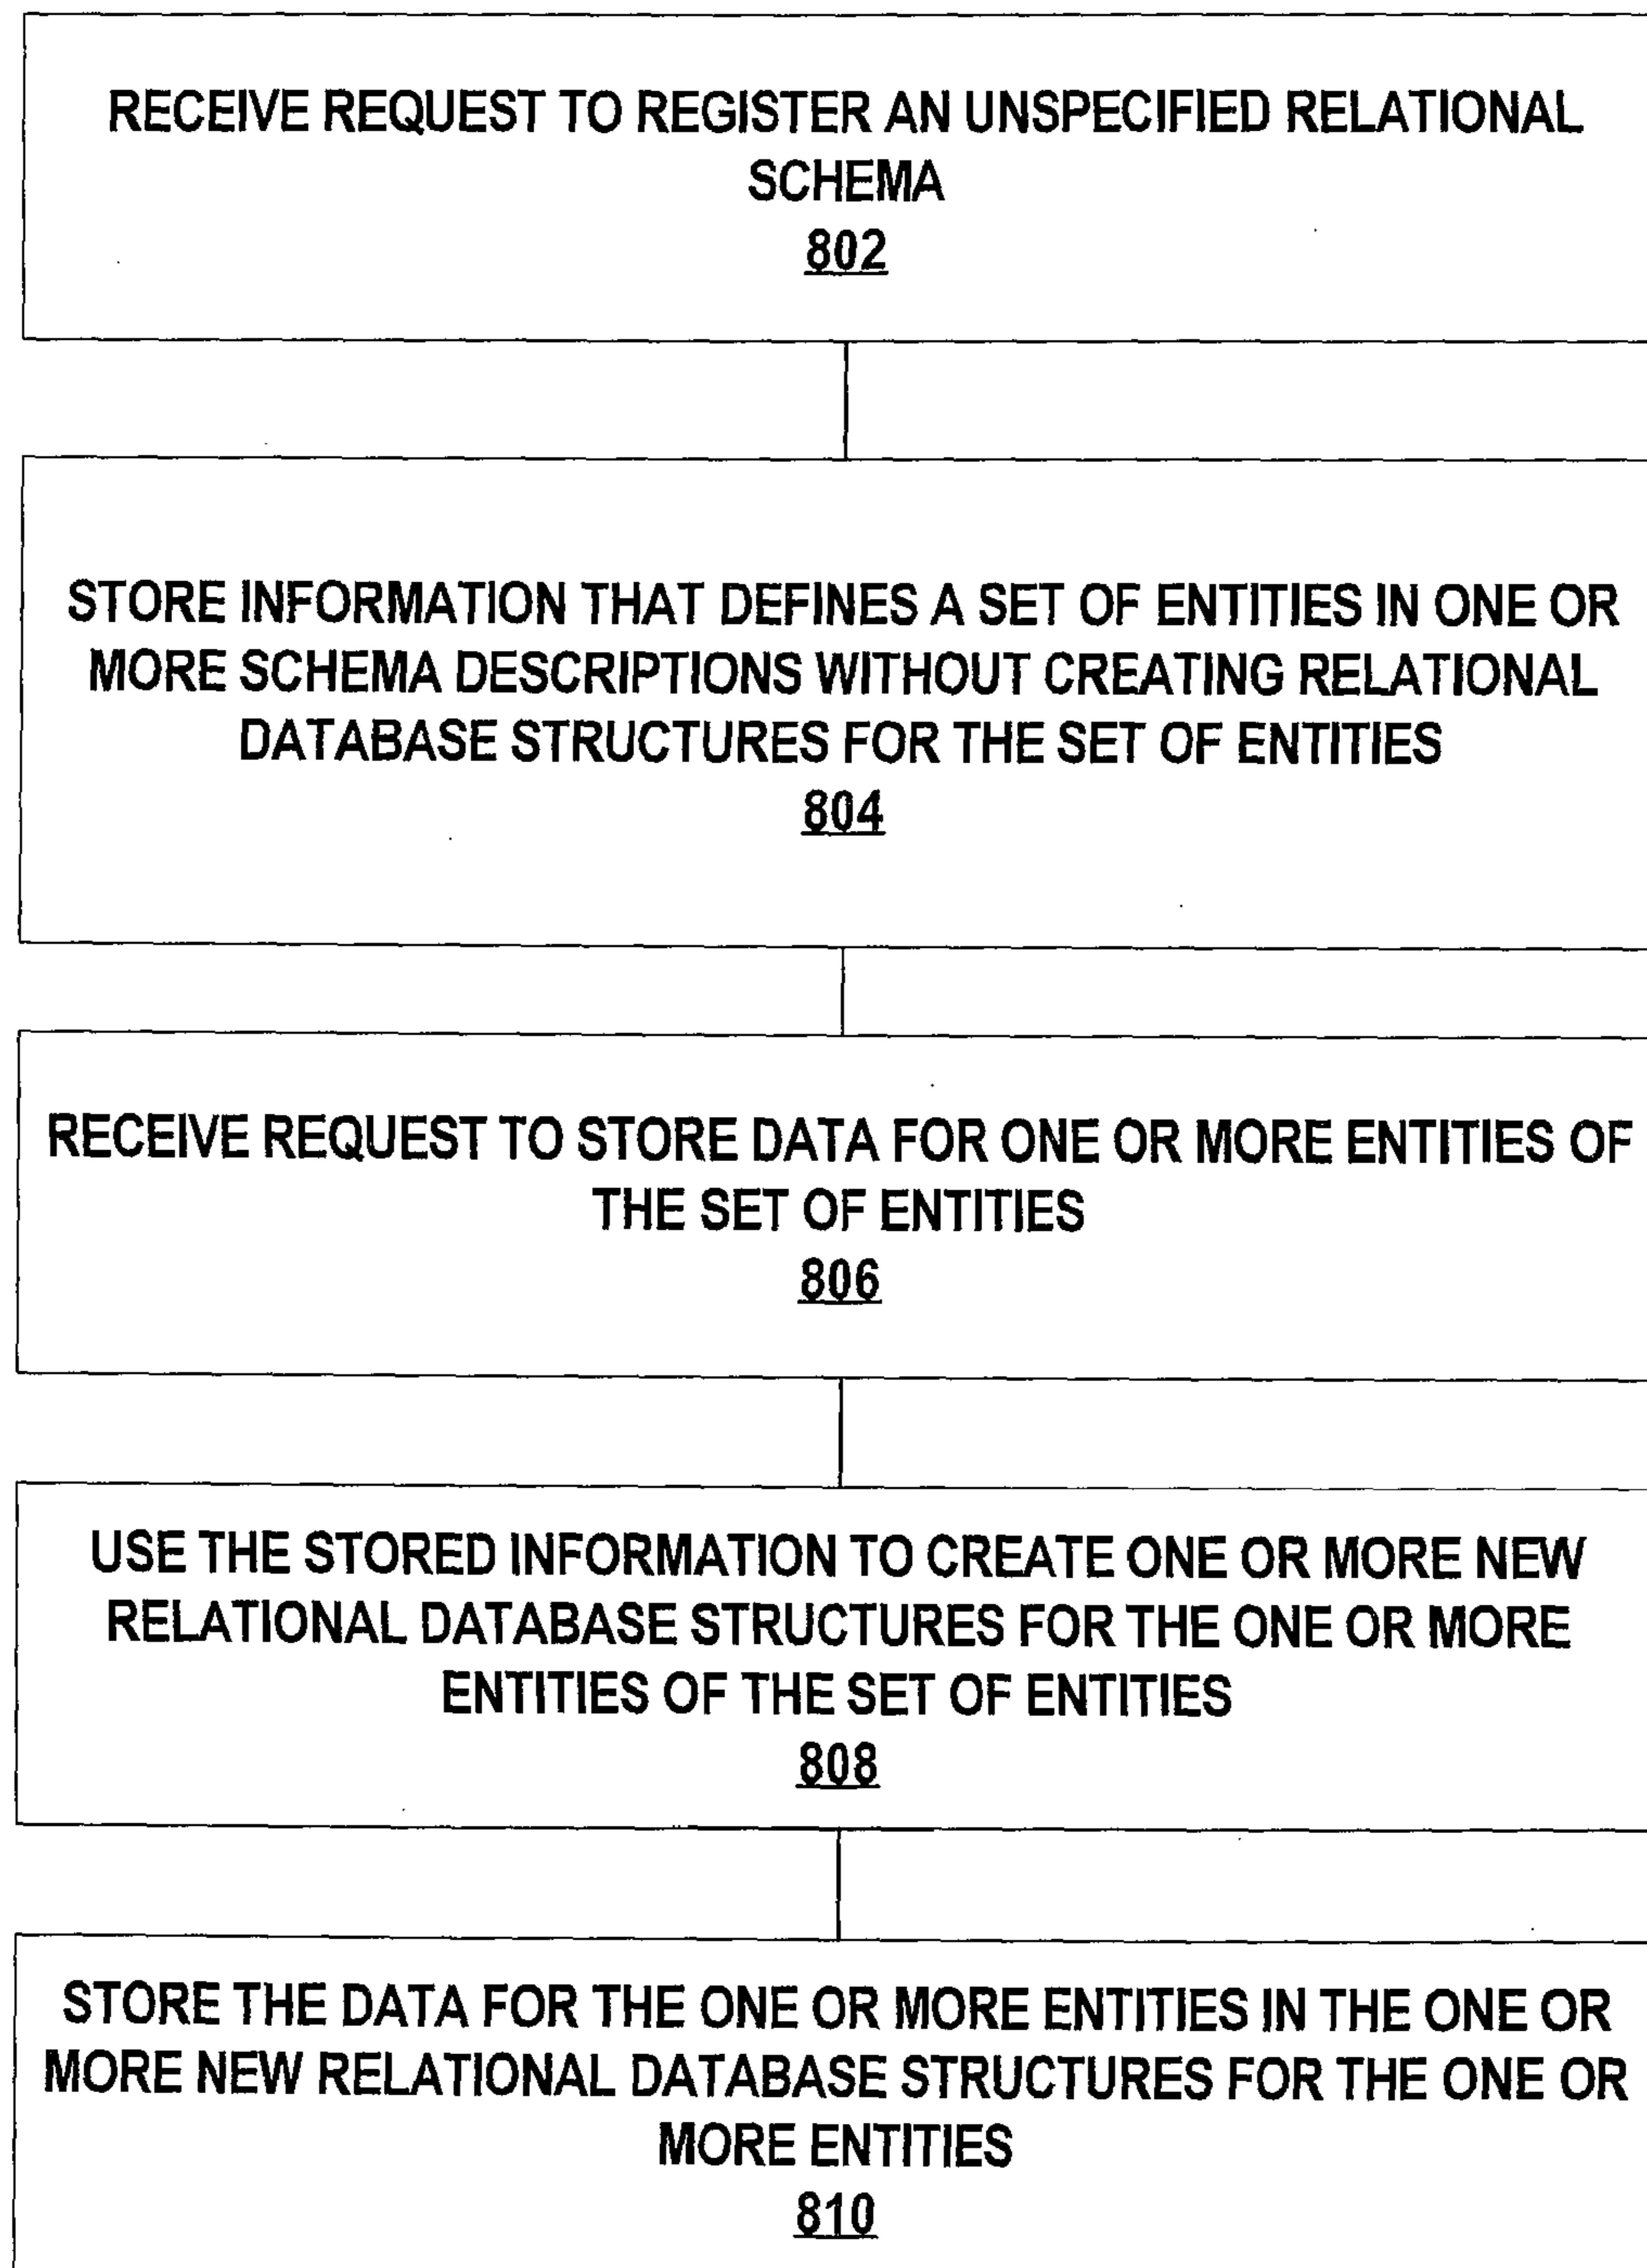 RECEIVE REQUEST TO REGISTER AN UNSPECIFIED RELATIONAL
SCHEMA
802
STORE INFORMATION THAT DEFINES A SET OF ENTITIES IN ONE OR
MORE SCHEMA DESCRIPTIONS WITHOUT CREATING RELATIONAL
DATABASE STRUCTURES FOR THE SET OF ENTITIES
804
RECEIVE REQUEST TO STORE DATA FOR ONE OR MORE ENTITIES OF
THE SET OF ENTITIES
806
USE THE STORED INFORMATION TO CREATE ONE OR MORE NEW
RELATIONAL DATABASE STRUCTURES FOR THE ONE OR MORE
ENTITIES OF THE SET OF ENTITIES
808
STORE THE DATA FOR THE ONE OR MORE ENTITIES IN THE ONE OR
MORE NEW RELATIONAL DATABASE STRUCTURES FOR THE ONE OR
MORE ENTITIES
810